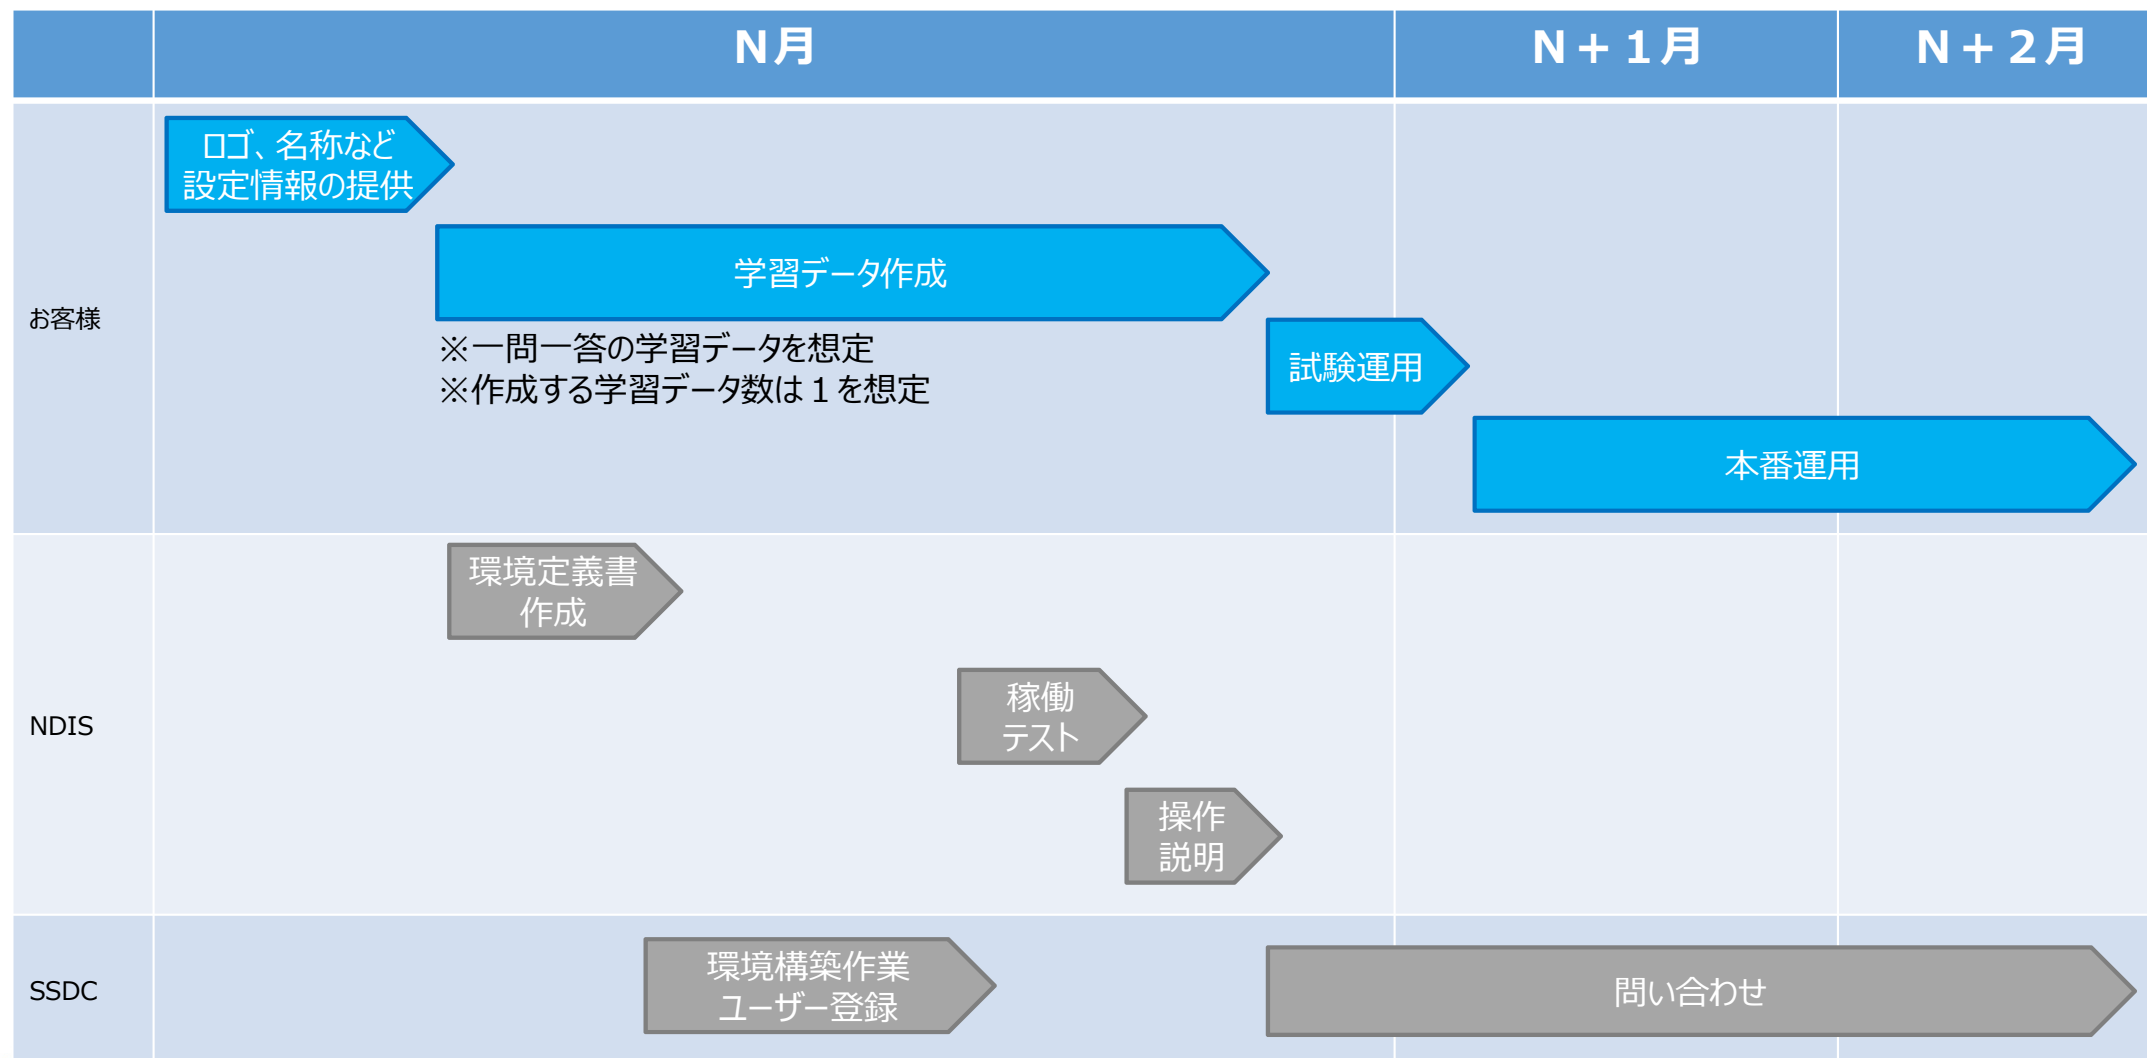 N月
N＋１月
N＋２月
お客様
ロゴ、名称など
設定情報の提供
学習データ作成
※一問一答の学習データを想定
※作成する学習データ数は１を想定
試験運用
本番運用
NDIS
環境定義書
作成
稼働
テスト
操作
説明
SSDC
環境構築作業
ユーザー登録
問い合わせ